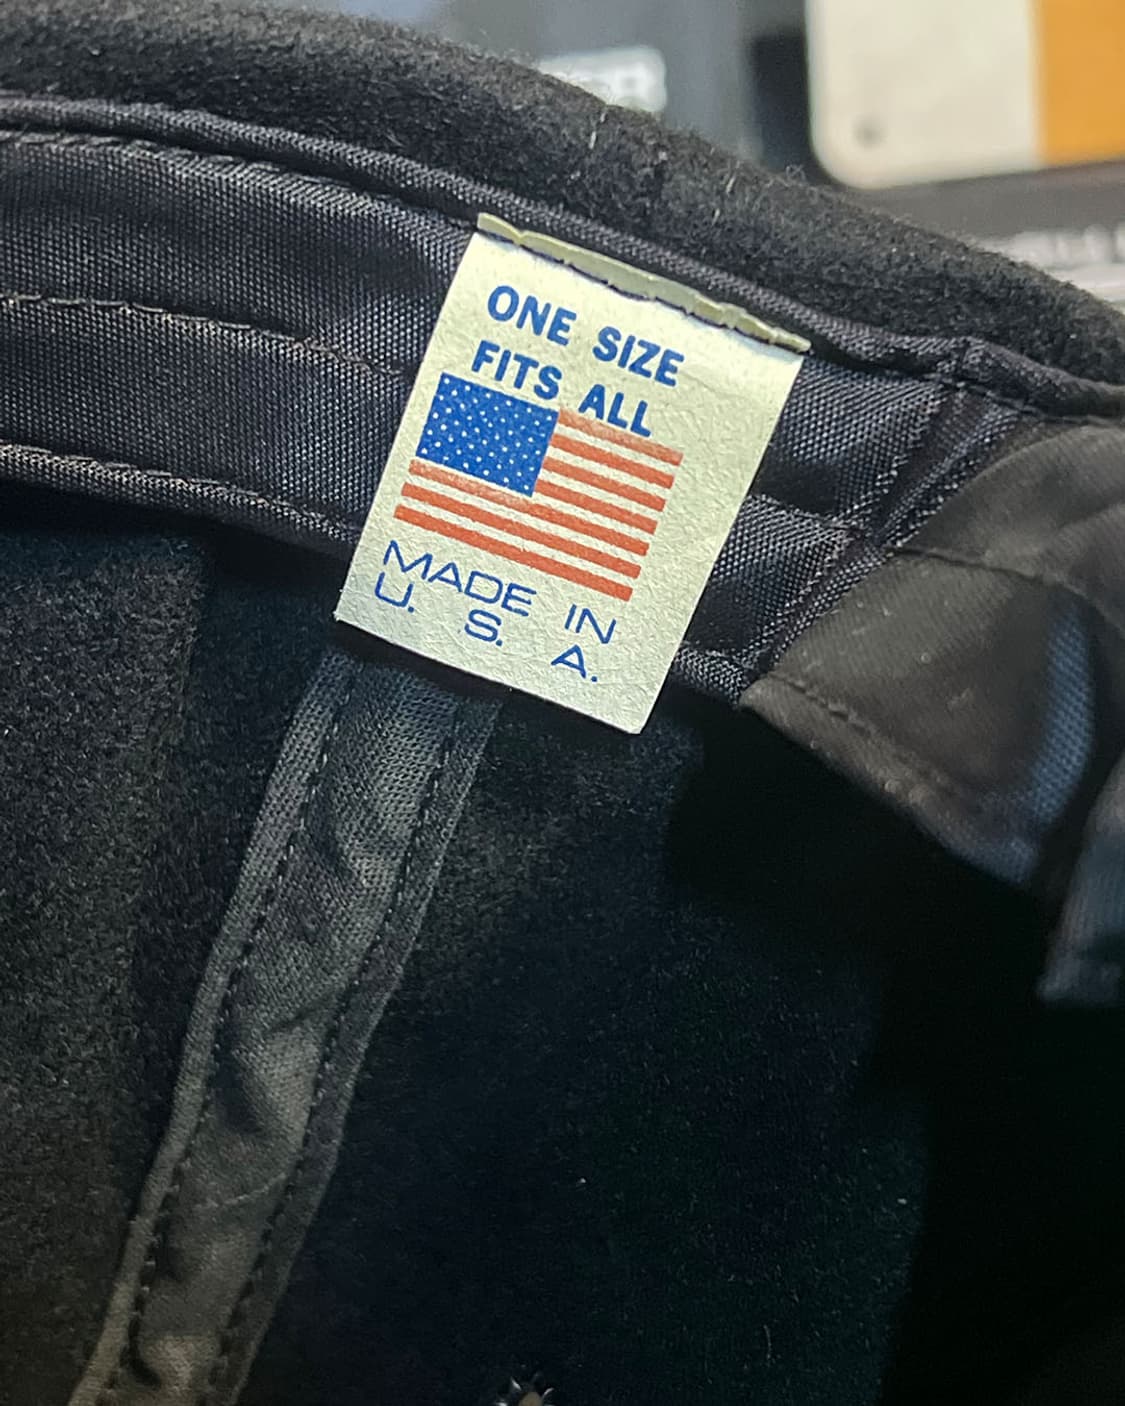 ONE SIZE
FITS ALL
MADE IN
U. S. A.